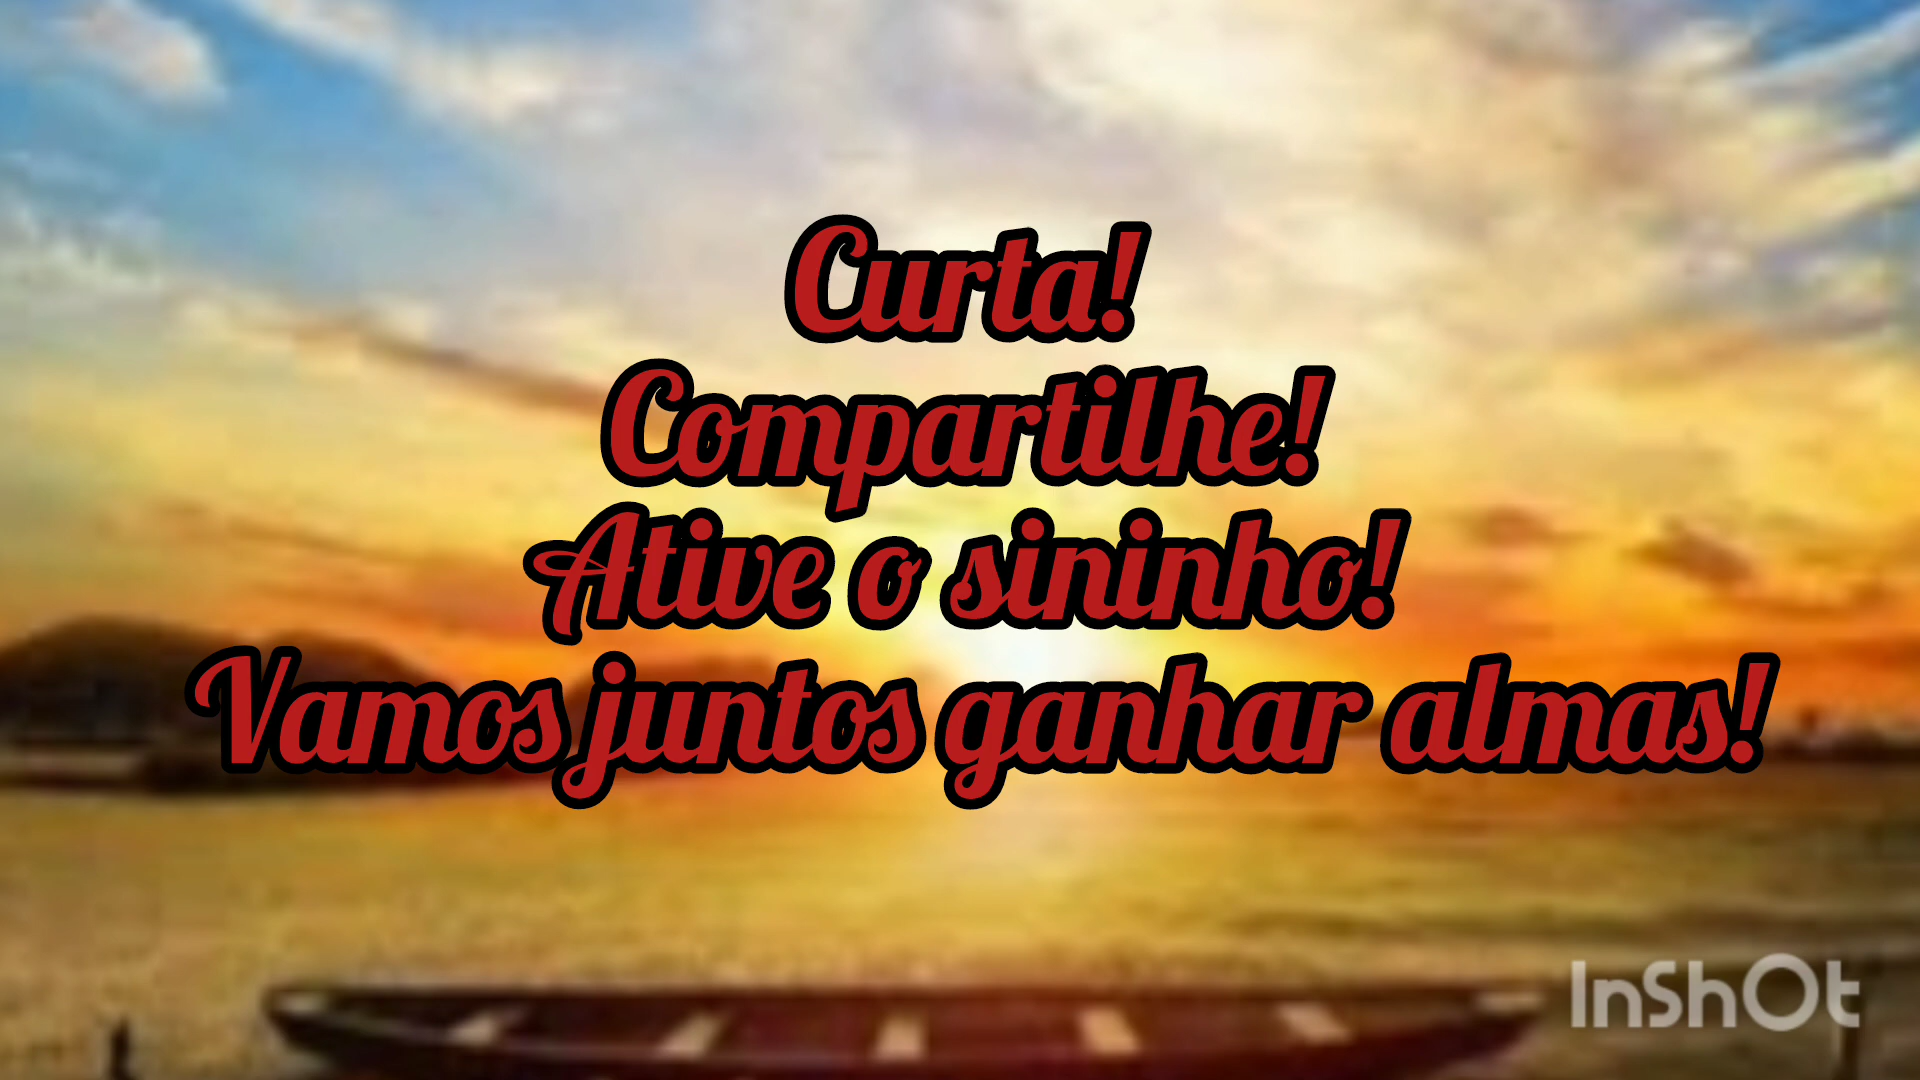 Curta!
Compartilhe!
Ative o sininho!
Vamos juntos ganhar almas!
InShOt